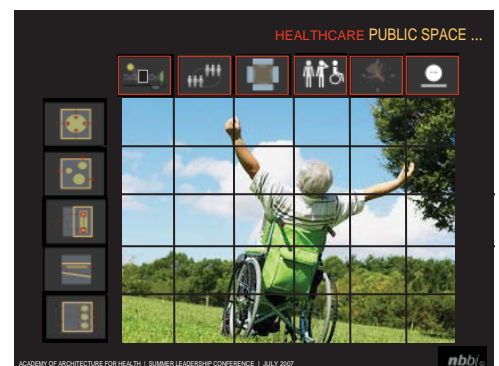 HEALTHCARE PUBLIC SPACE ...
ACADEMY OF ARCHITECTURE FOR HEALTH | SUMMER LEADERSHIP CONFERENCE | JULY 2007
nbbj